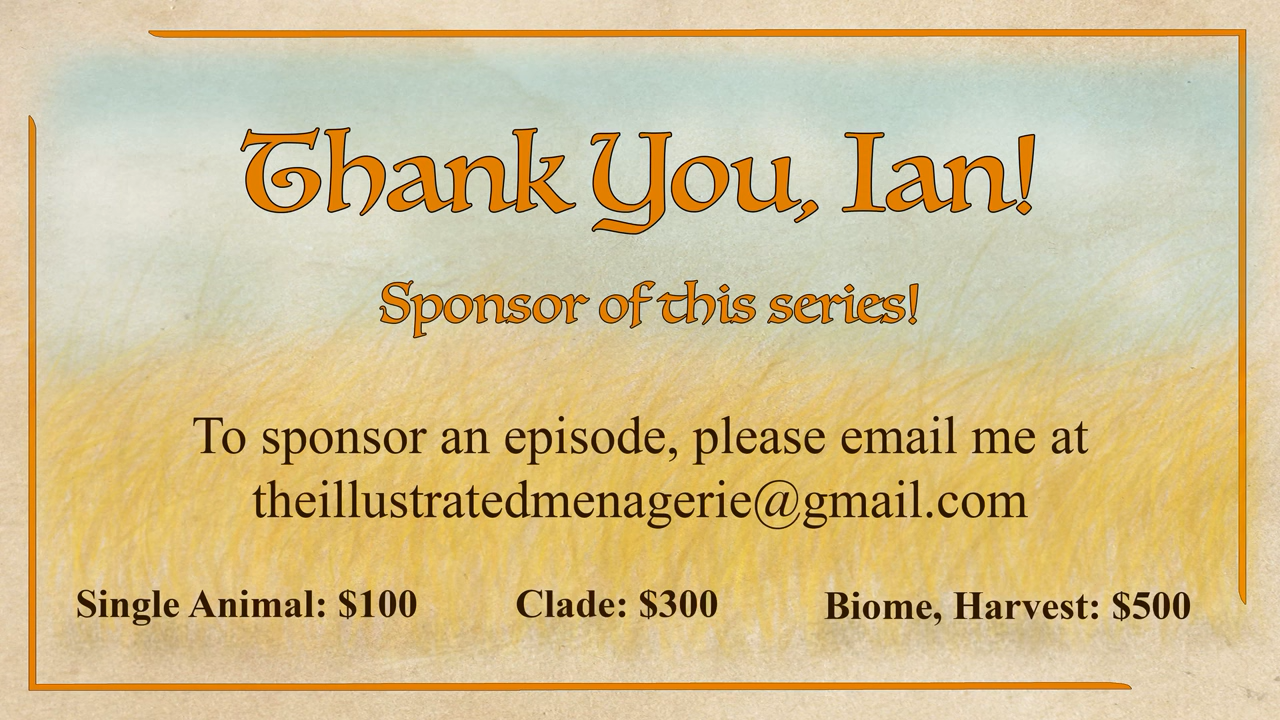 Thank You, Ian!
Sponsor of this series!
To sponsor an episode, please email me at
theillustratedmenagerie@gmail.com
Single Animal: $100 Clade: $300 Biome, Harvest: $500